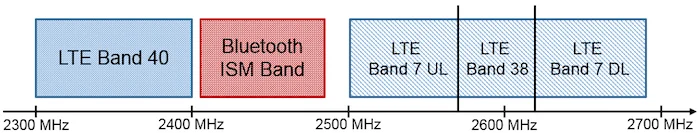 LTE Band 40
Bluetooth
ISM Band
LTE
Band 7 UL
LTE
Band 38
LTE
Band 7 DL
2300 MHz
2400 MHz
2500 MHz
2600 MHz
2700 MHz